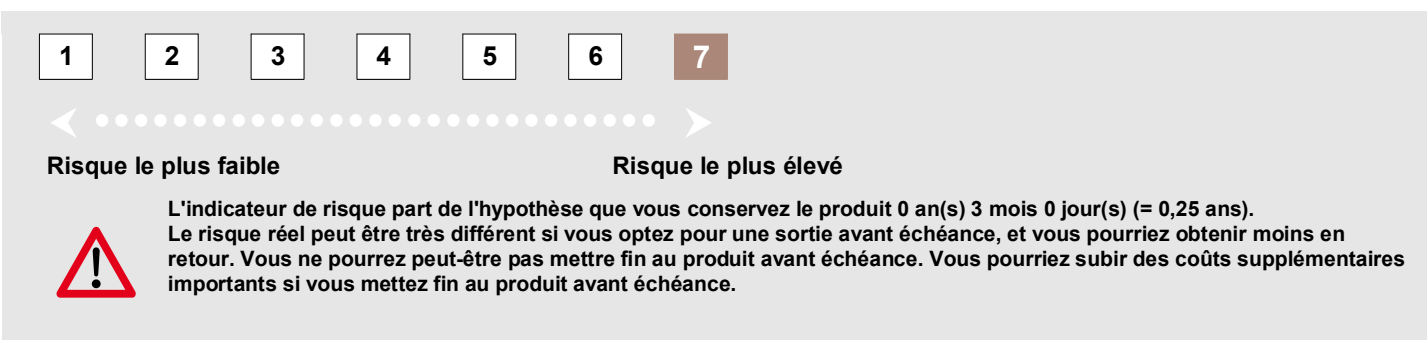 1 2 3 4 5 6 7
Risque le plus faible Risque le plus élevé
L'indicateur de risque part de l'hypothèse que vous conservez le produit 0 an(s) 3 mois 0 jour(s) (= 0,25 ans).
Le risque réel peut être très différent si vous optez pour une sortie avant échéance, et vous pourriez obtenir moins en
retour. Vous ne pourrez peut-être pas mettre fin au produit avant échéance. Vous pourriez subir des coûts supplémentaires
importants si vous mettez fin au produit avant échéance.